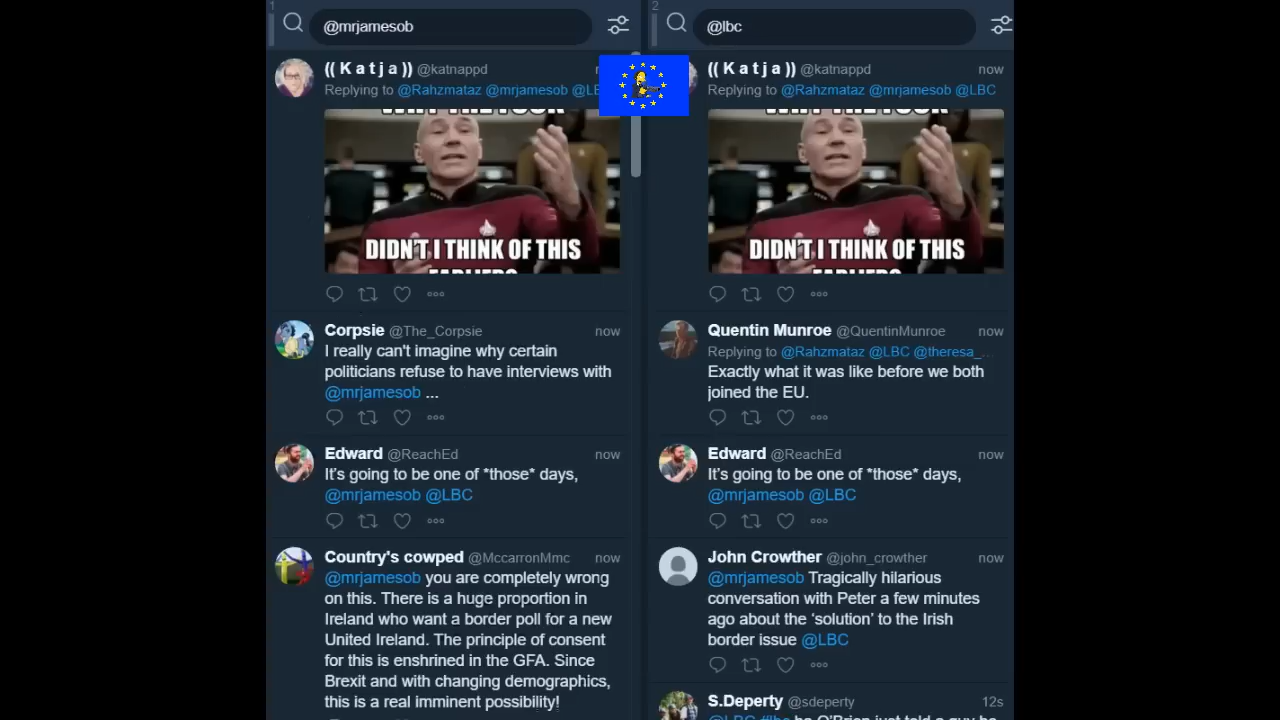 1
@mrjamesob
(( K a t j a )) @katnappd
Replying to @Rahzmataz @mrjamesob
DIDN'T I THINK OF THIS
Corpsie @The_Corpsie now
I really can't imagine why certain
politicians refuse to have interviews with
@mrjamesob ...
Edward @ReachEd now
It's going to be one of *those* days,
@mrjamesob @LBC
Country's cowped @MccarronMmc now
@mrjamesob you are completely wrong
on this. There is a huge proportion in
Ireland who want a border poll for a new
United Ireland. The principle of consent
for this is enshrined in the GFA. Since
Brexit and with changing demographics,
this is a real imminent possibility!
2
@lbc
(( K a t j a )) @katnappd now
Replying to @Rahzmataz @mrjamesob @LBC
DIDN'T I THINK OF THIS
Quentin Munroe @QuentinMunroe now
Replying to @Rahzmataz @LBC @theresa_...
Exactly what it was like before we both
joined the EU.
Edward @ReachEd now
It's going to be one of *those* days,
@mrjamesob @LBC
John Crowther @john_crowther now
@mrjamesob Tragically hilarious
conversation with Peter a few minutes
ago about the 'solution' to the Irish
border issue @LBC
S.Deperty @sdeperty 12s